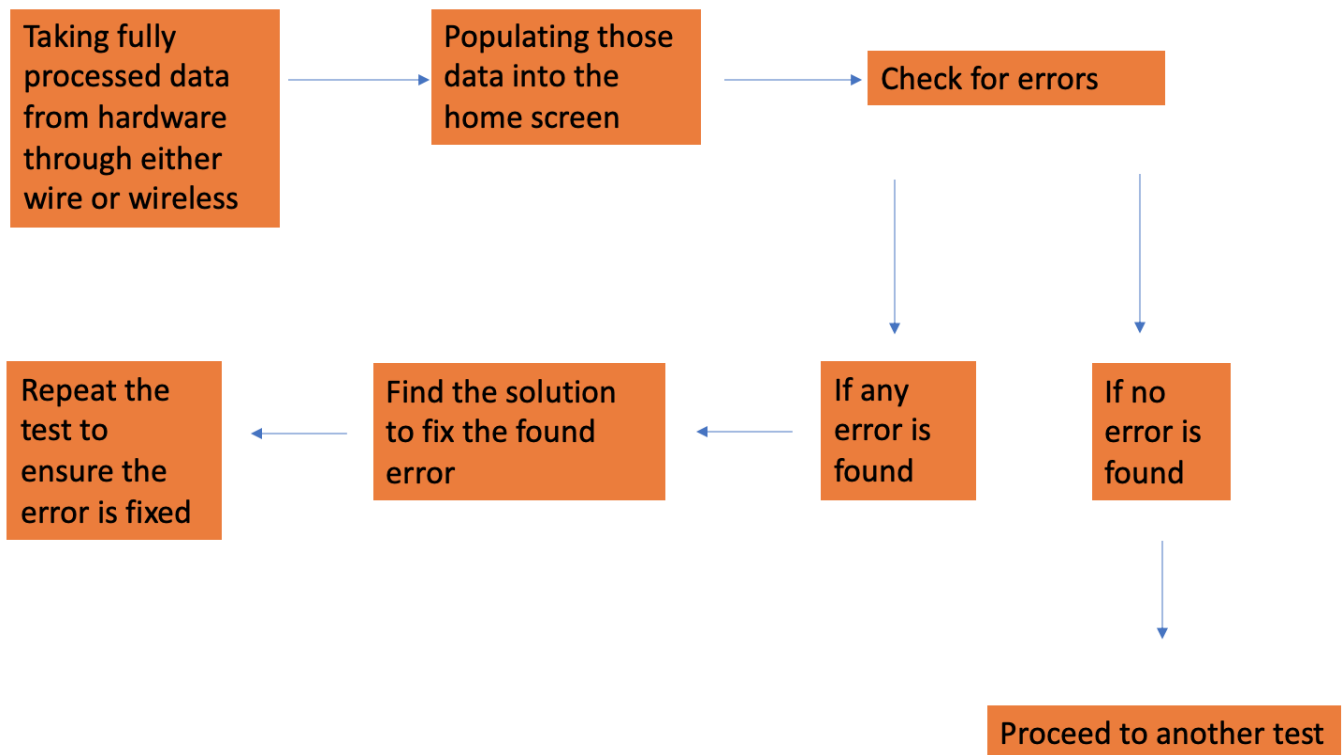 Taking fully
processed data
from hardware
through either
wire or wireless
Populating those
data into the
home screen
Check for errors
If any
error is
found
If no
error is
found
Find the solution
to fix the found
error
Repeat the
test to
ensure the
error is fixed
Proceed to another test